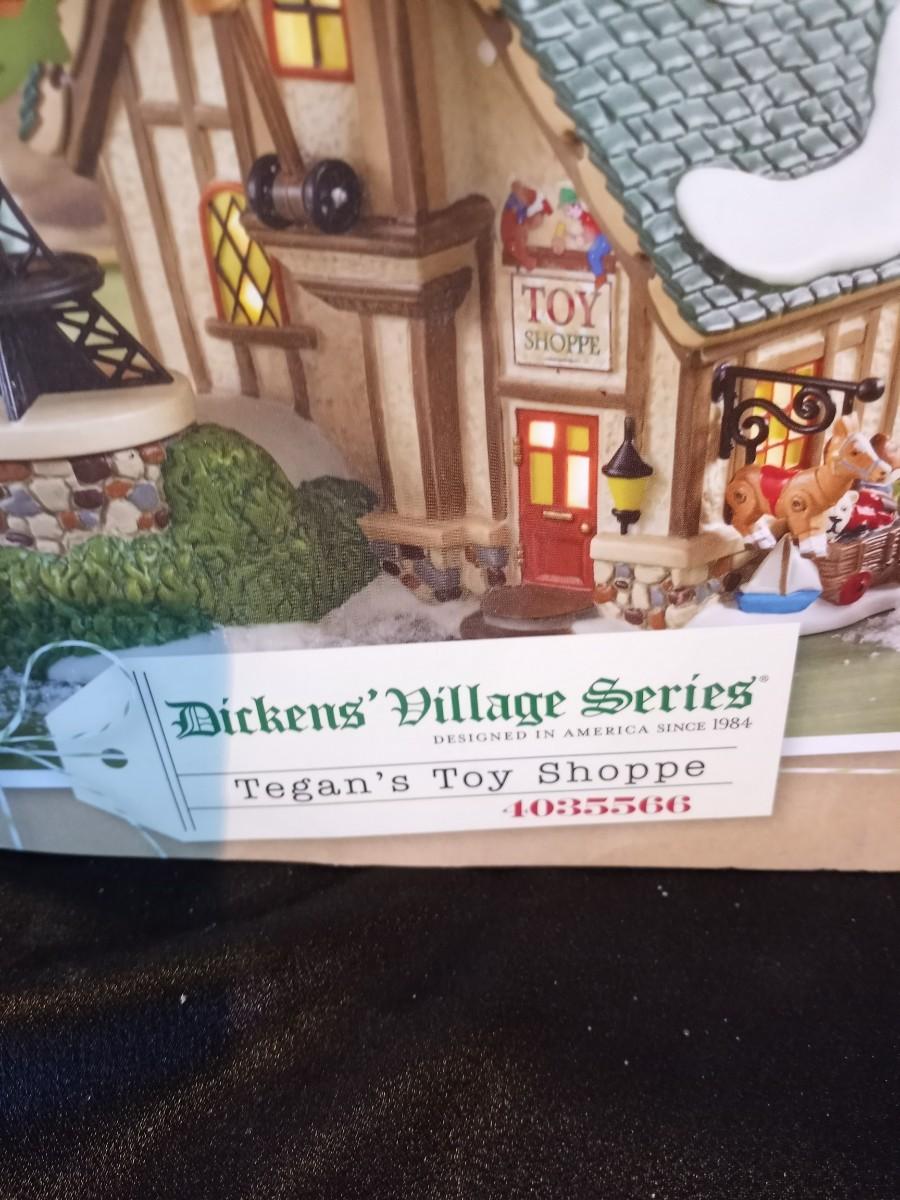 TOY
SHOPPE
Dickens' Village Series®
DESIGNED IN AMERICA SINCE 1984
Tegan's Toy Shoppe
4035566